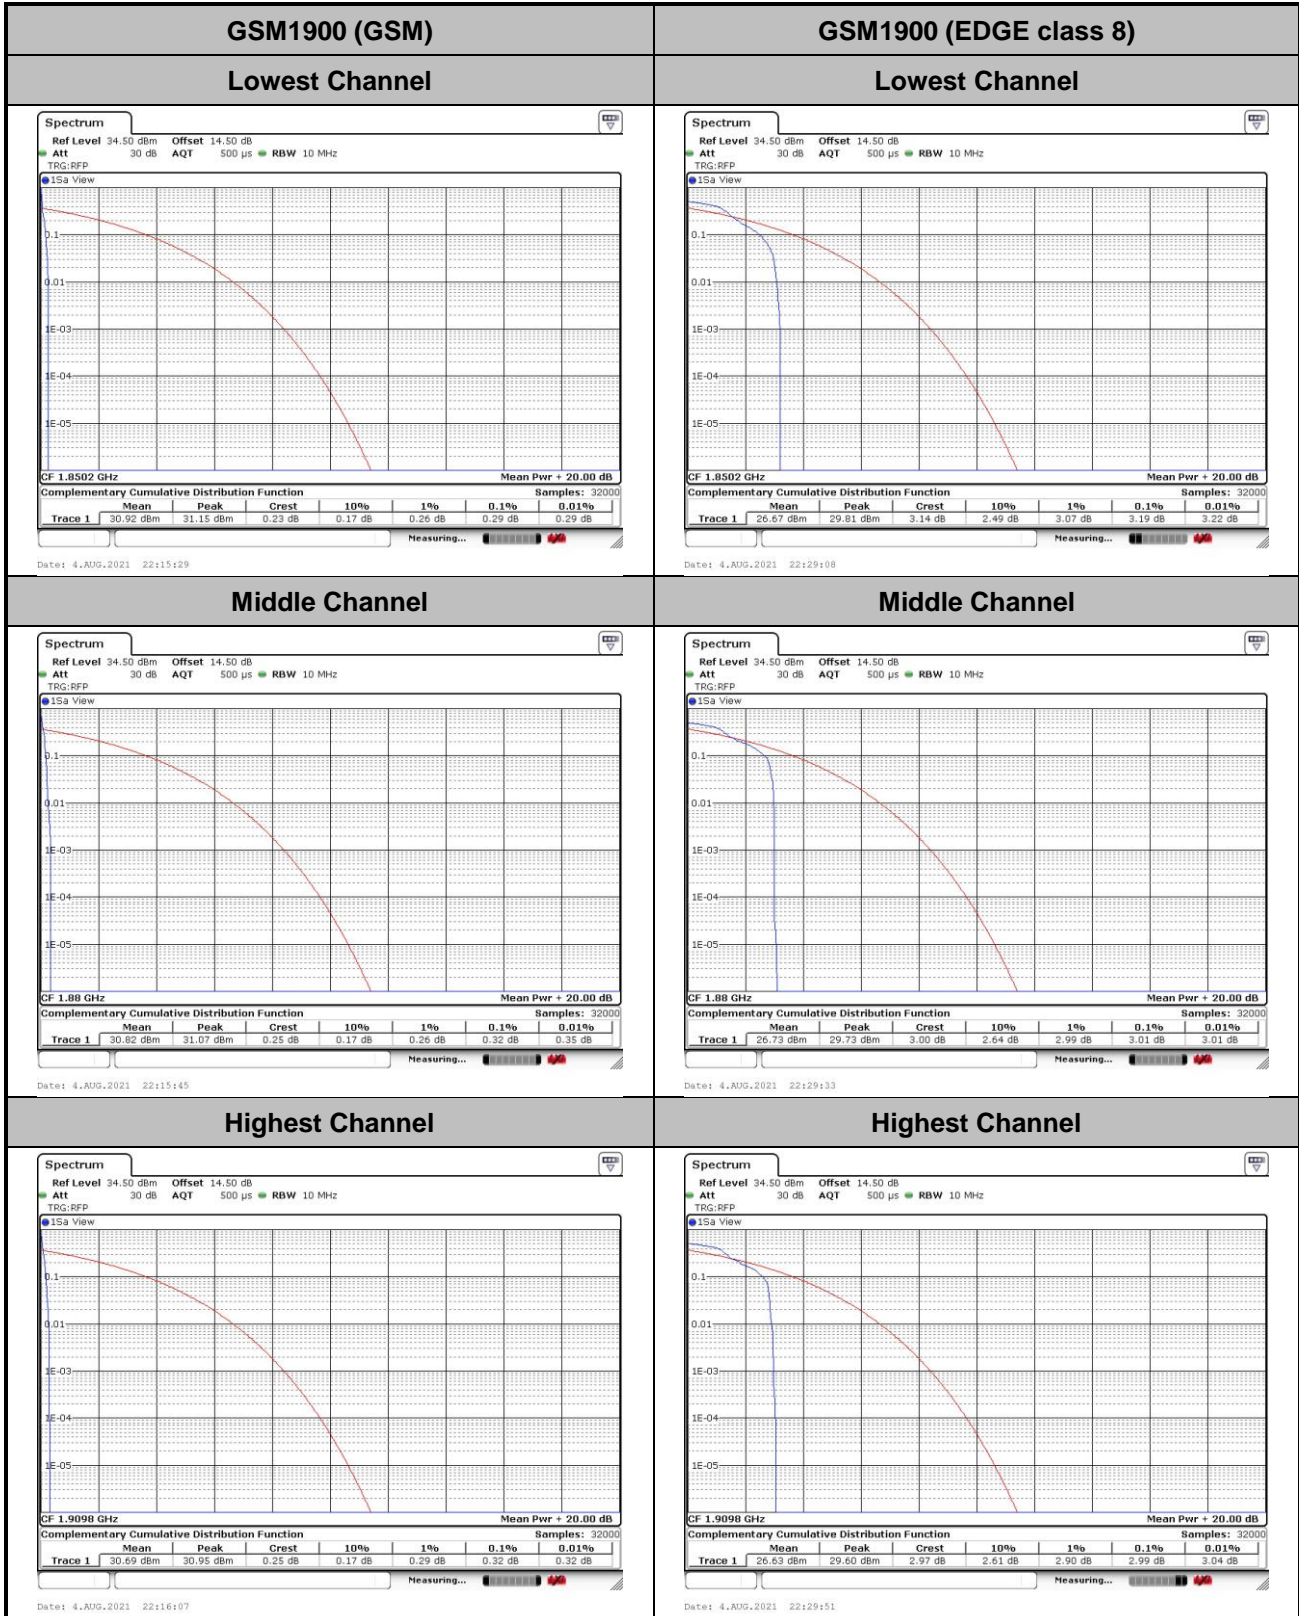 GSM1900 (GSM) GSM1900 (EDGE class 8)
Lowest Channel Lowest Channel
Spectrum
Ref Level 34.50 dBm Offset 14.50 dB
Att 30 dB AQT 500 µs RBW 10 MHz
TRG:RFP
1Sa View
0.1
0.01
1E-03
1E-04
1E-05
CF 1.8502 GHz Mean Pwr + 20.00 dB
Complementary Cumulative Distribution Function Samples: 32000
Mean Peak Crest 10% 1% 0.1% 0.01%
Trace 1 30.92 dBm 31.15 dBm 0.23 dB 0.17 dB 0.26 dB 0.29 dB 0.29 dB
Measuring...
Date: 4.AUG.2021 22:15:29
Spectrum
Ref Level 34.50 dBm Offset 14.50 dB
Att 30 dB AQT 500 µs RBW 10 MHz
TRG:RFP
1Sa View
0.1
0.01
1E-03
1E-04
1E-05
CF 1.8502 GHz Mean Pwr + 20.00 dB
Complementary Cumulative Distribution Function Samples: 32000
Mean Peak Crest 10% 1% 0.1% 0.01%
Trace 1 26.67 dBm 29.81 dBm 3.14 dB 2.49 dB 3.07 dB 3.19 dB 3.22 dB
Measuring...
Date: 4.AUG.2021 22:29:08
Middle Channel Middle Channel
Spectrum
Ref Level 34.50 dBm Offset 14.50 dB
Att 30 dB AQT 500 µs RBW 10 MHz
TRG:RFP
1Sa View
0.1
0.01
1E-03
1E-04
1E-05
CF 1.88 GHz Mean Pwr + 20.00 dB
Complementary Cumulative Distribution Function Samples: 32000
Mean Peak Crest 10% 1% 0.1% 0.01%
Trace 1 30.82 dBm 31.07 dBm 0.25 dB 0.17 dB 0.26 dB 0.32 dB 0.35 dB
Measuring...
Date: 4.AUG.2021 22:15:45
Spectrum
Ref Level 34.50 dBm Offset 14.50 dB
Att 30 dB AQT 500 µs RBW 10 MHz
TRG:RFP
1Sa View
0.1
0.01
1E-03
1E-04
1E-05
CF 1.88 GHz Mean Pwr + 20.00 dB
Complementary Cumulative Distribution Function Samples: 32000
Mean Peak Crest 10% 1% 0.1% 0.01%
Trace 1 26.73 dBm 29.73 dBm 3.00 dB 2.64 dB 2.99 dB 3.01 dB 3.01 dB
Measuring...
Date: 4.AUG.2021 22:29:33
Highest Channel Highest Channel
Spectrum
Ref Level 34.50 dBm Offset 14.50 dB
Att 30 dB AQT 500 µs RBW 10 MHz
TRG:RFP
1Sa View
0.1
0.01
1E-03
1E-04
1E-05
CF 1.9098 GHz Mean Pwr + 20.00 dB
Complementary Cumulative Distribution Function Samples: 32000
Mean Peak Crest 10% 1% 0.1% 0.01%
Trace 1 30.69 dBm 30.95 dBm 0.25 dB 0.17 dB 0.29 dB 0.32 dB 0.32 dB
Measuring...
Date: 4.AUG.2021 22:16:07
Spectrum
Ref Level 34.50 dBm Offset 14.50 dB
Att 30 dB AQT 500 µs RBW 10 MHz
TRG:RFP
1Sa View
0.1
0.01
1E-03
1E-04
1E-05
CF 1.9098 GHz Mean Pwr + 20.00 dB
Complementary Cumulative Distribution Function Samples: 32000
Mean Peak Crest 10% 1% 0.1% 0.01%
Trace 1 26.63 dBm 29.60 dBm 2.97 dB 2.61 dB 2.90 dB 2.99 dB 3.04 dB
Measuring...
Date: 4.AUG.2021 22:29:51